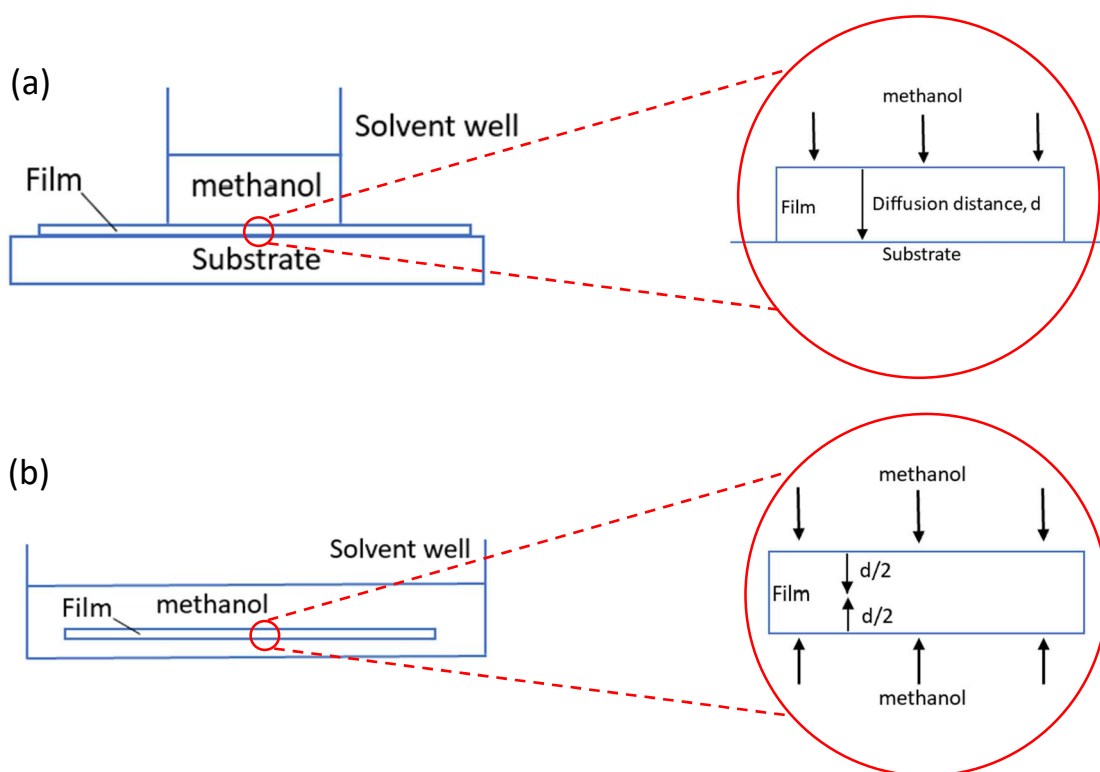 (a)
Solvent well
methanol
Film
Substrate
methanol
Film
Diffusion distance, d
Substrate
(b)
Solvent well
methanol
Film
methanol
d/2
Film
d/2
methanol